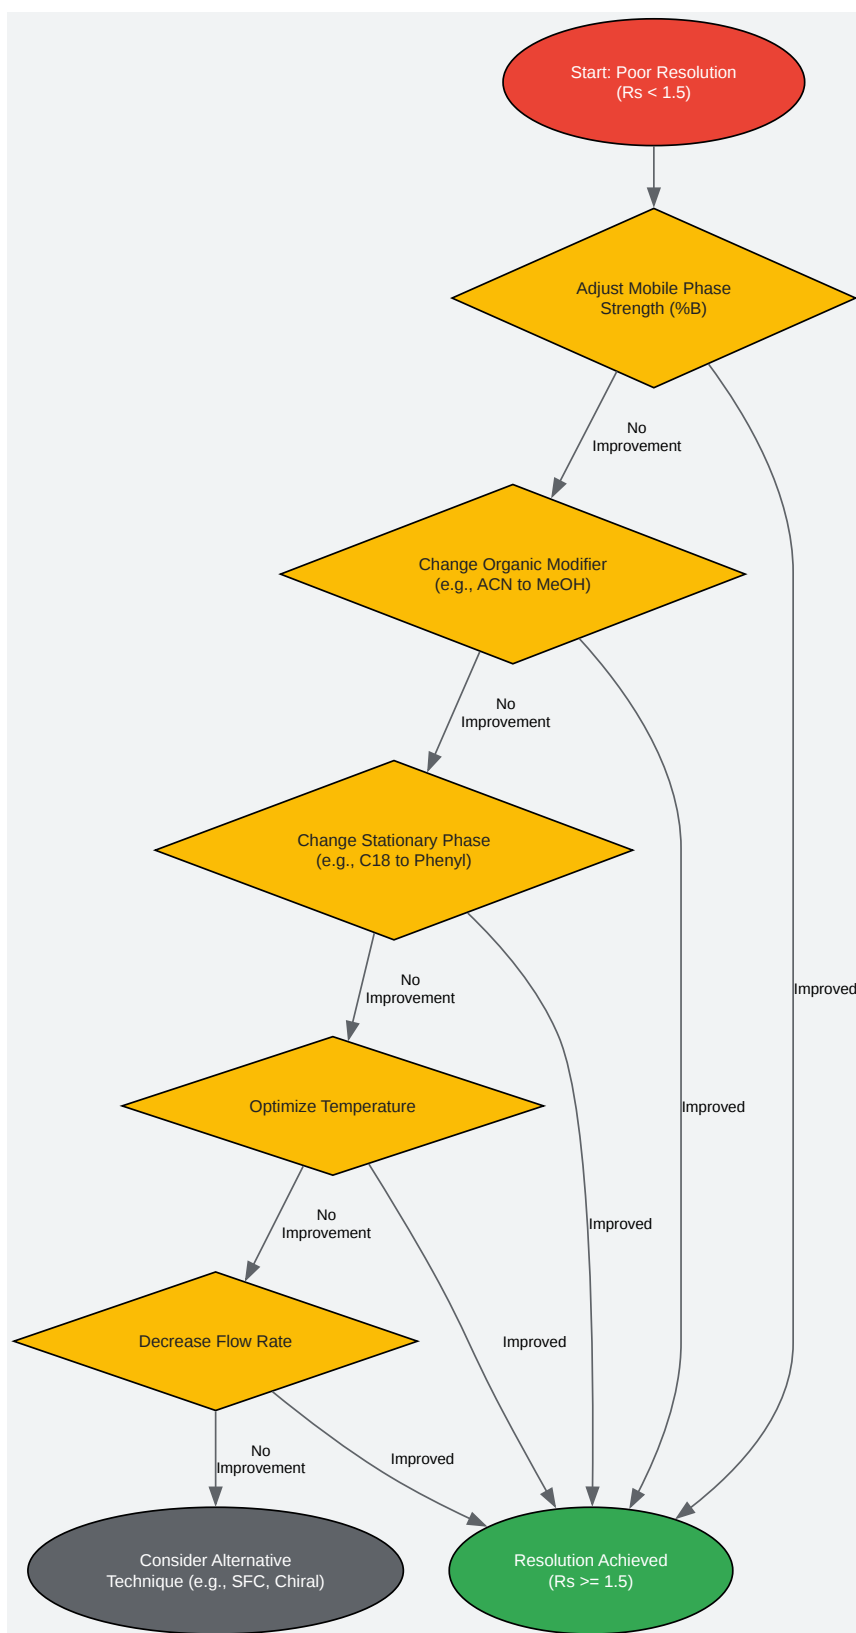 Start: Poor Resolution
(Rs < 1.5)
Adjust Mobile Phase
Strength (%B)
No
Improvement
Change Organic Modifier
(e.g., ACN to MeOH)
No
Improvement
Change Stationary Phase
(e.g., C18 to Phenyl)
No
Improvement
Improved
Optimize Temperature
Improved
No
Improvement
Improved
Decrease Flow Rate
Improved
No
Improvement
Improved
Consider Alternative
Technique (e.g., SFC, Chiral)
Resolution Achieved
(Rs >= 1.5)